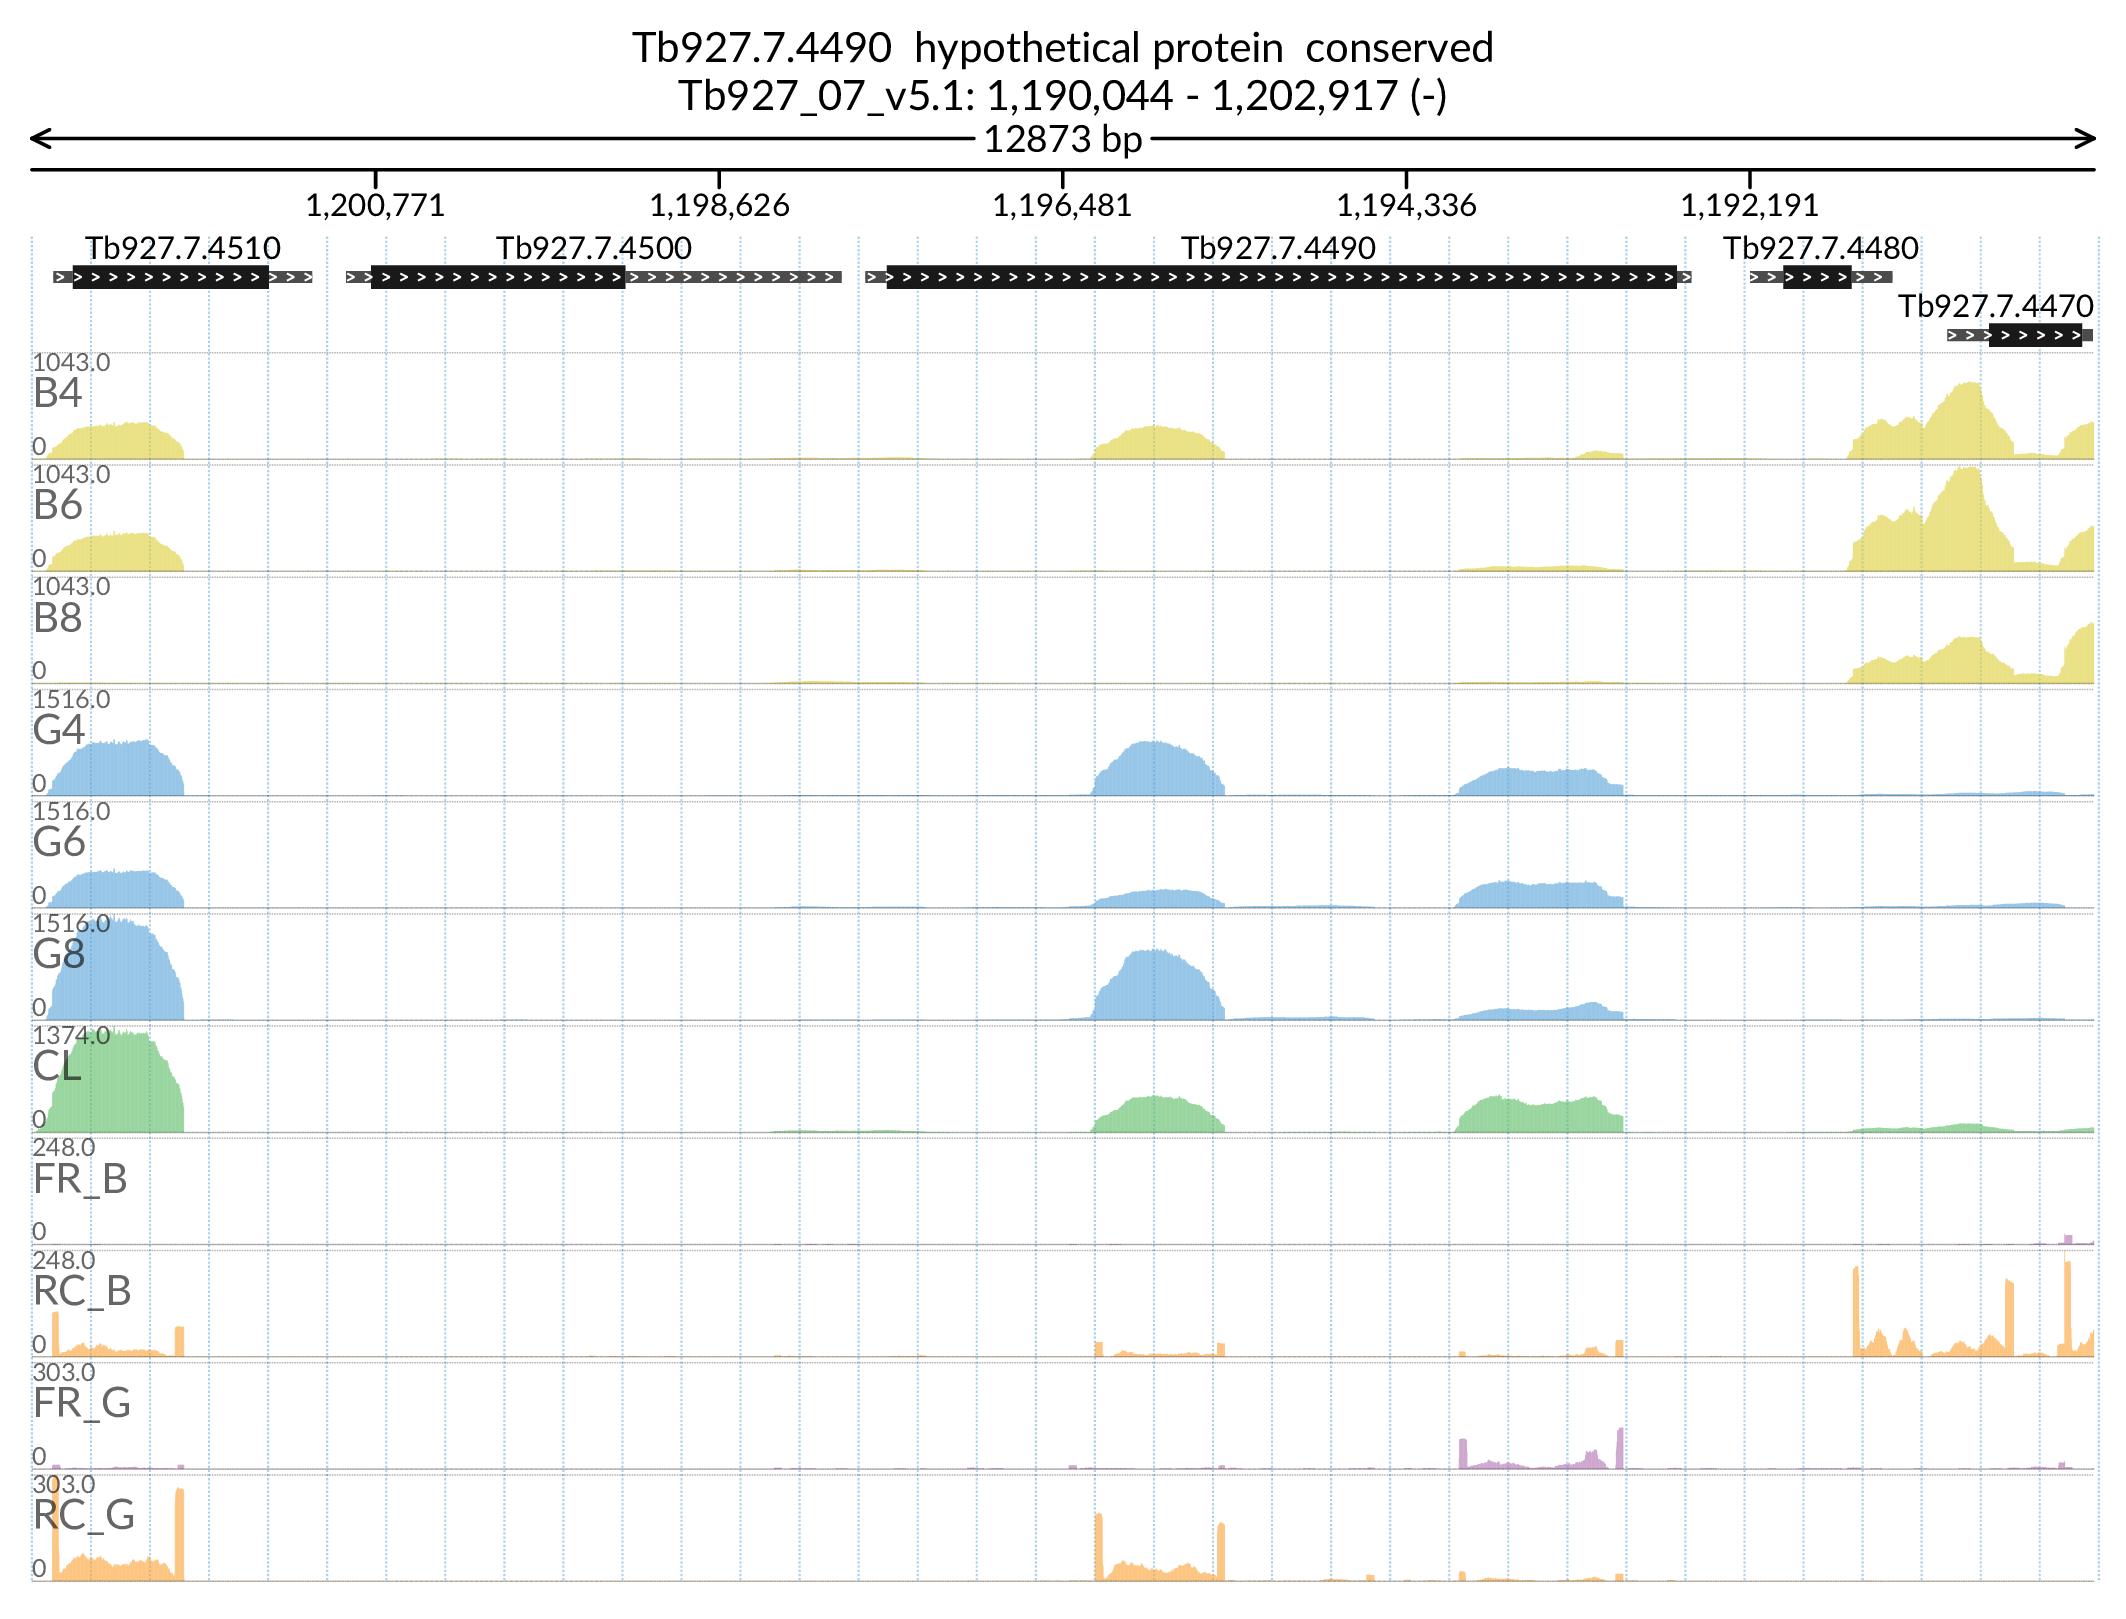 Tb927.7.4490  hypothetical protein  conserved
Tb927_07_v5.1: 1,190,044 - 1,202,917 (-)
12873 bp
1,200,771 1,198,626 1,196,481 1,194,336 1,192,191
Tb927.7.4510 Tb927.7.4500 Tb927.7.4490 Tb927.7.4480
Tb927.7.4470
1043.0
B4
0
1043.0
B6
0
1043.0
B8
0
1516.0
G4
0
1516.0
G6
0
1516.0
G8
0
1374.0
CL
0
248.0
FR_B
0
248.0
RC_B
0
303.0
FR_G
0
303.0
RC_G
0